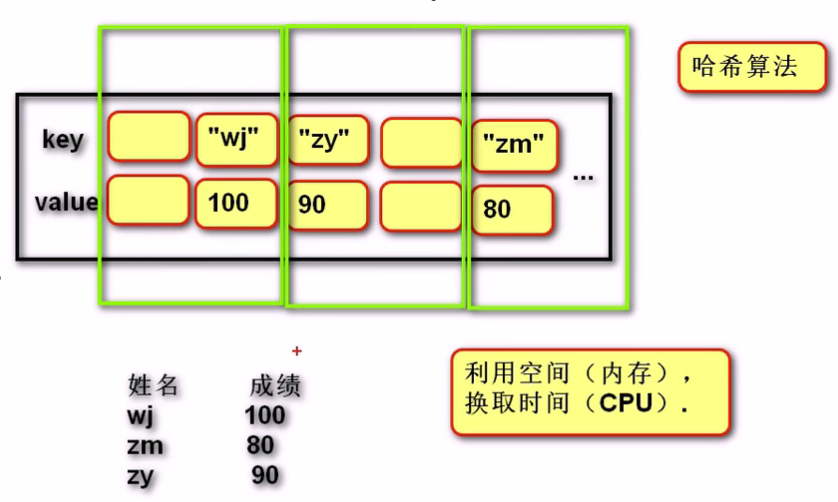 哈希算法
key "wj" "zy" "zm"
...
value 100 90 80
姓名 成绩
wj 100
zm 80
zy 90
利用空间（内存），
换取时间（CPU）.